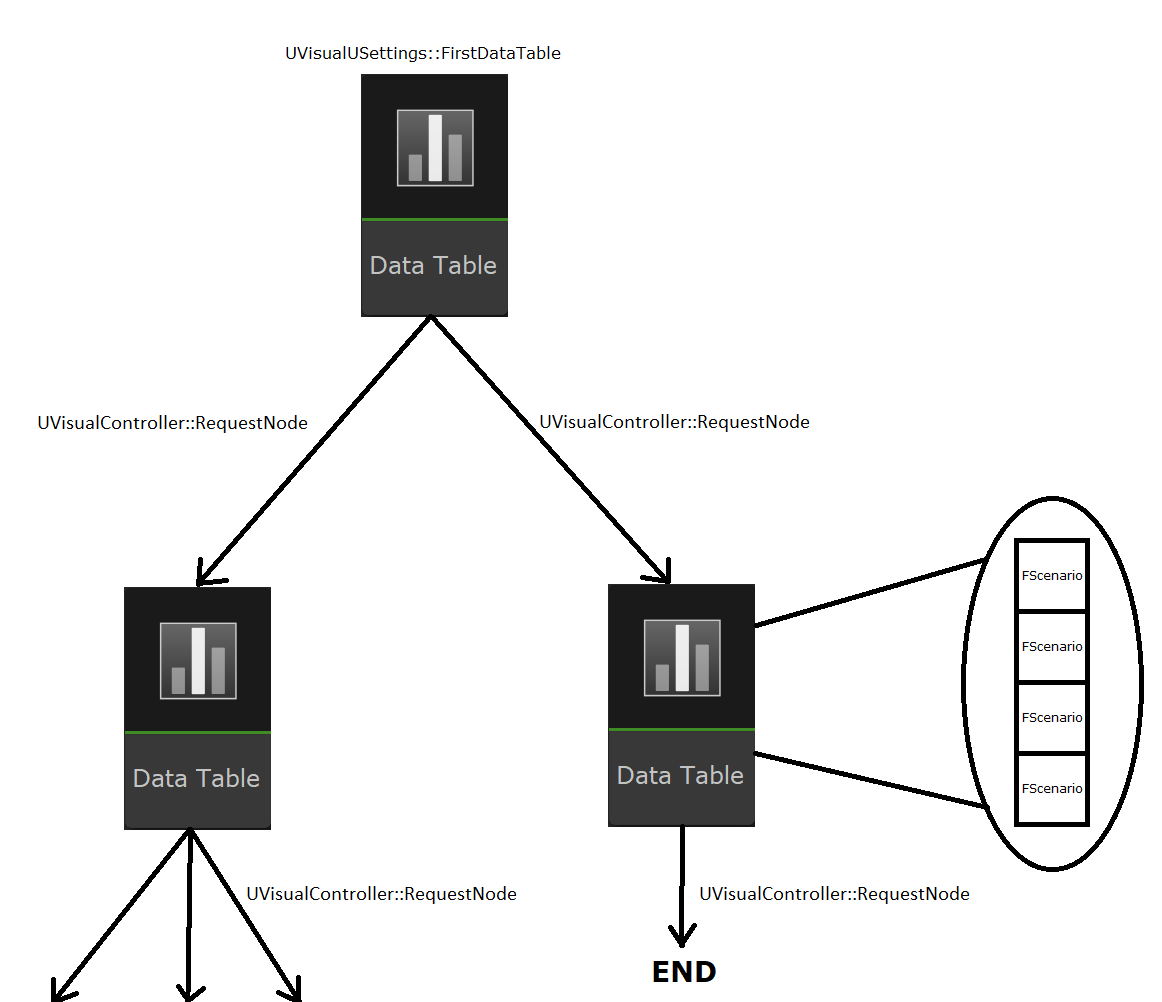 UVisualUSettings::FirstDataTable
Data Table
UVisualController::RequestNode
UVisualController::RequestNode
FScenario
FScenario
FScenario
FScenario
Data Table
Data Table
UVisualController::RequestNode
UVisualController::RequestNode
END